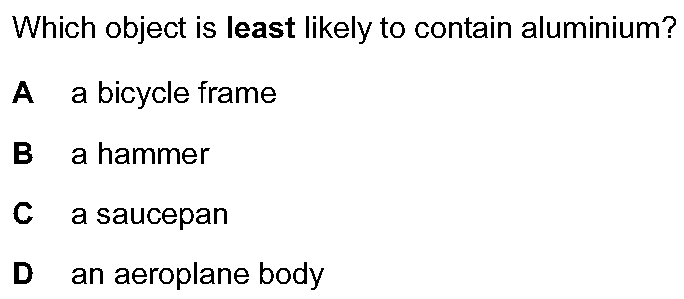 Which object is least likely to contain aluminium?
A a bicycle frame
B a hammer
C a saucepan
D an aeroplane body